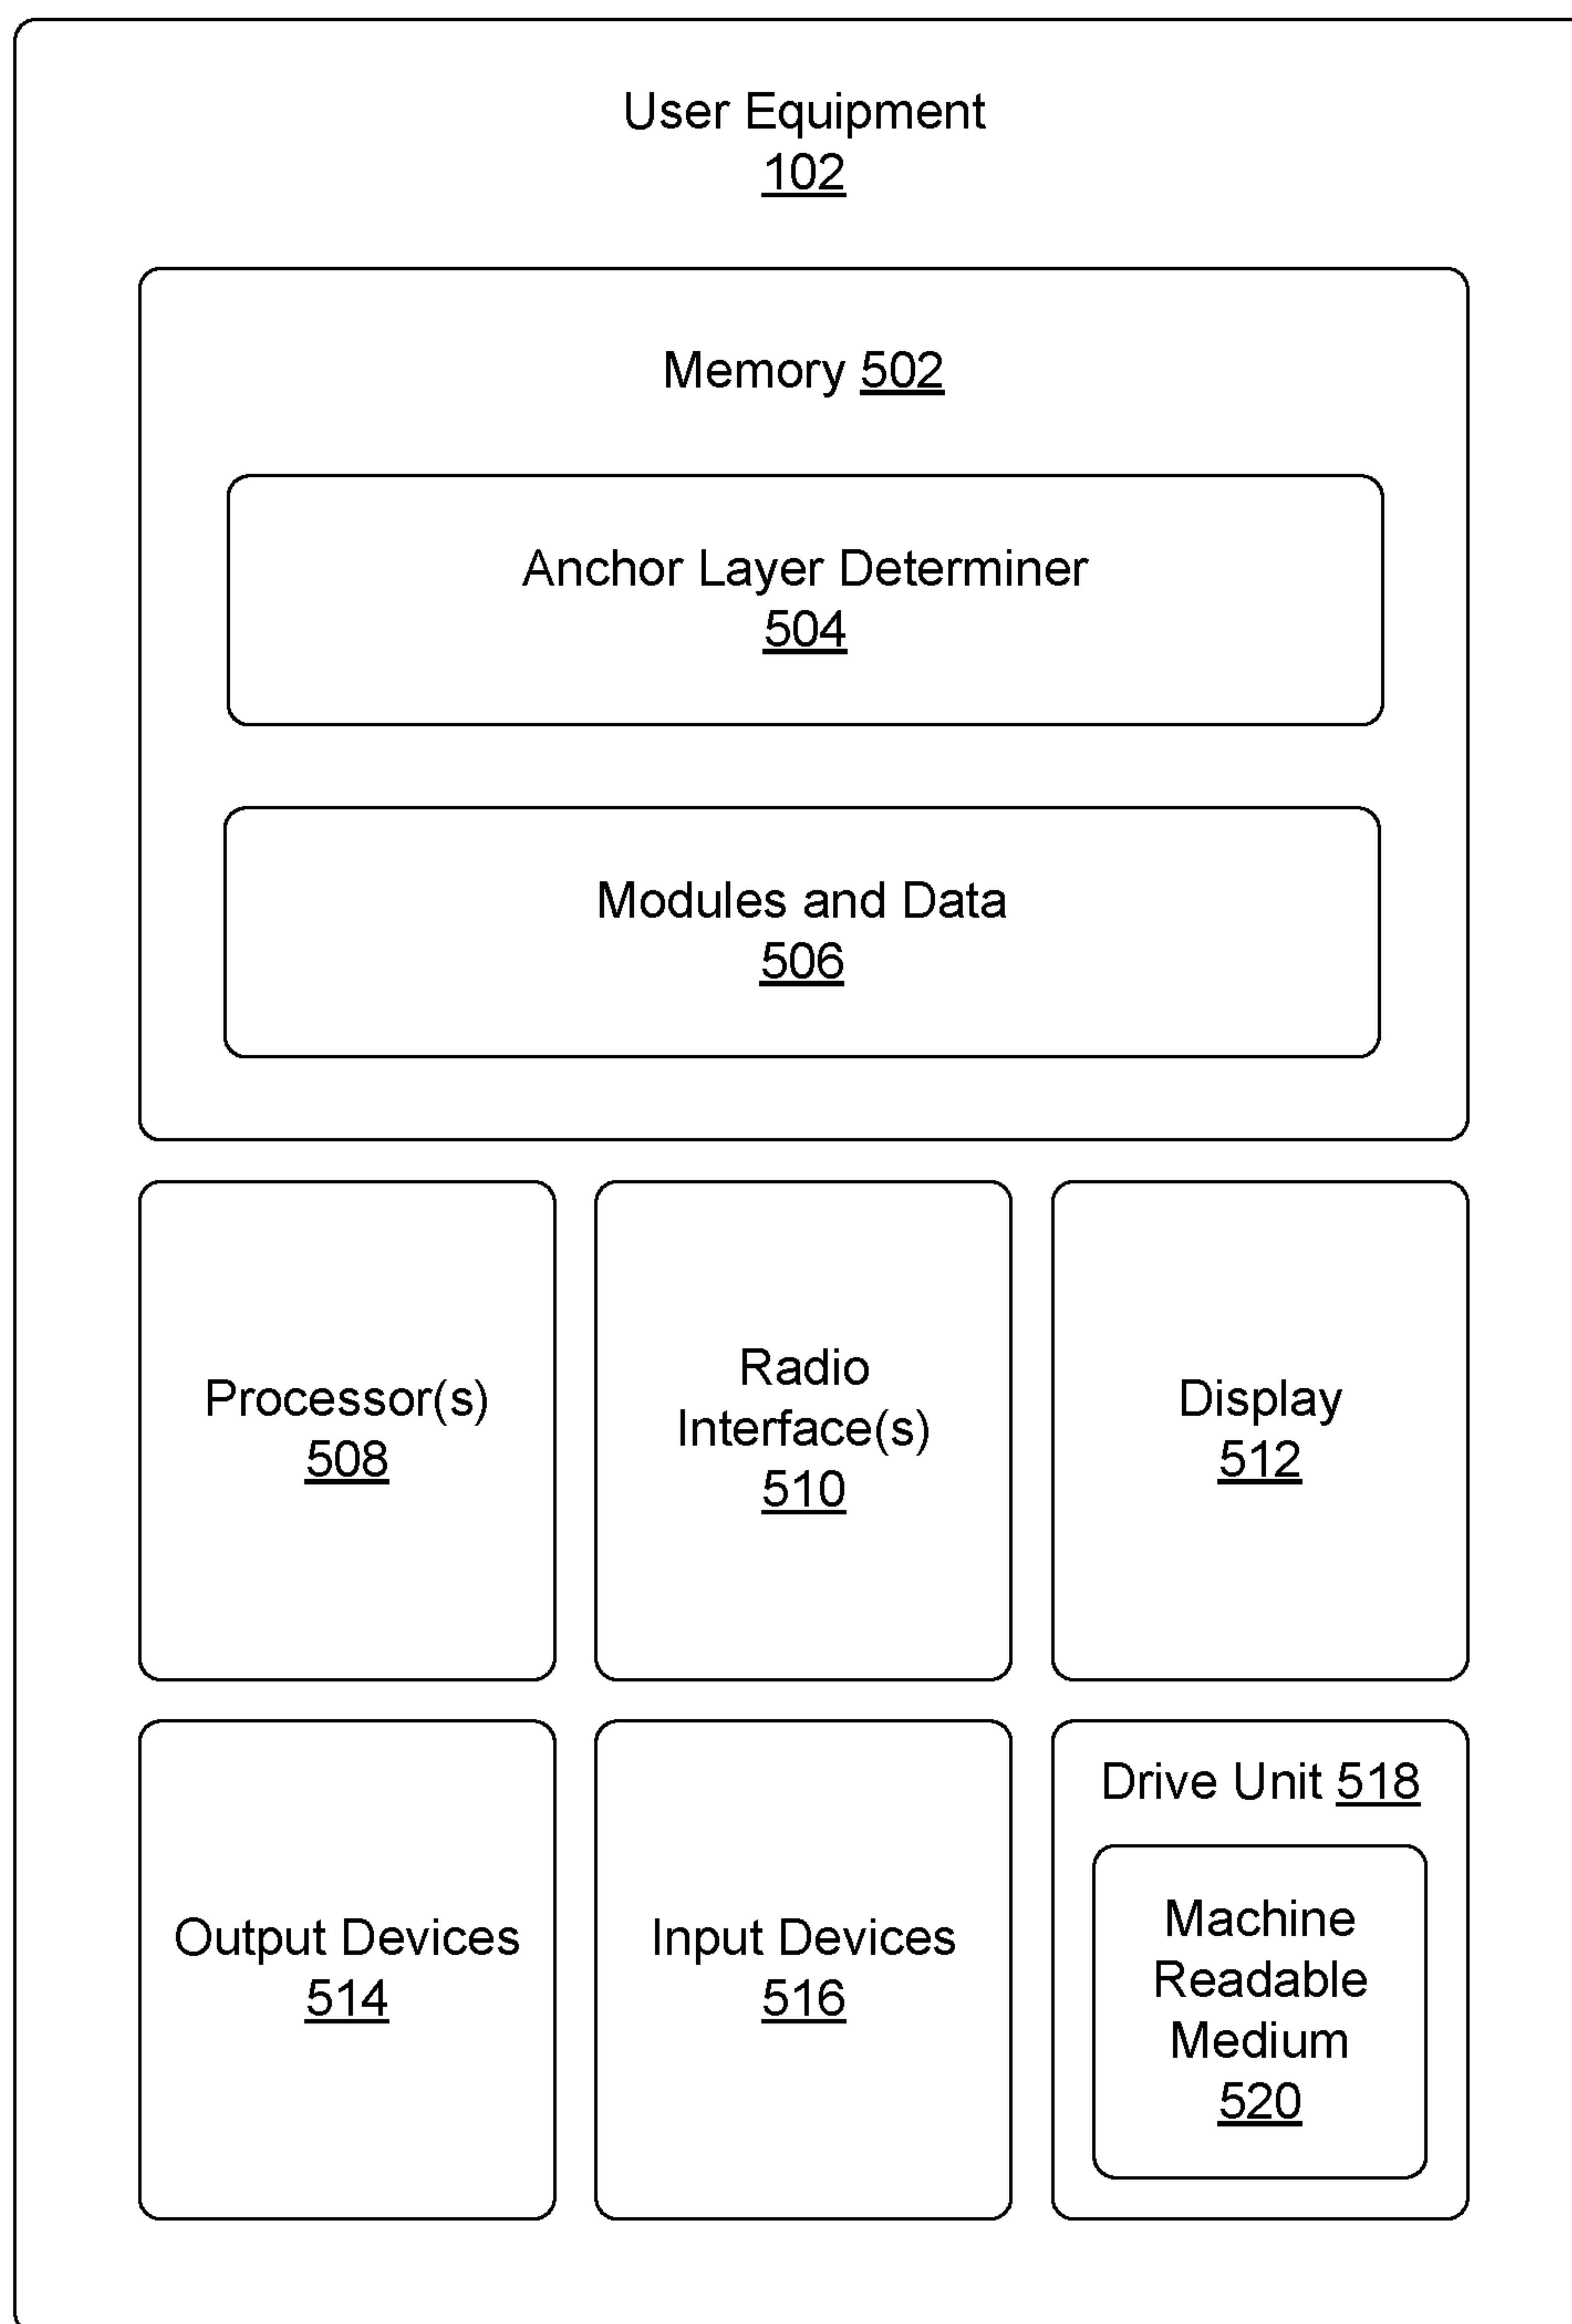 User Equipment
102
Memory 502
Anchor Layer Determiner
504
Modules and Data
506
Processor(s)
508
Radio
Interface(s)
510
Display
512
Output Devices
514
Input Devices
516
Drive Unit 518
Machine
Readable
Medium
520